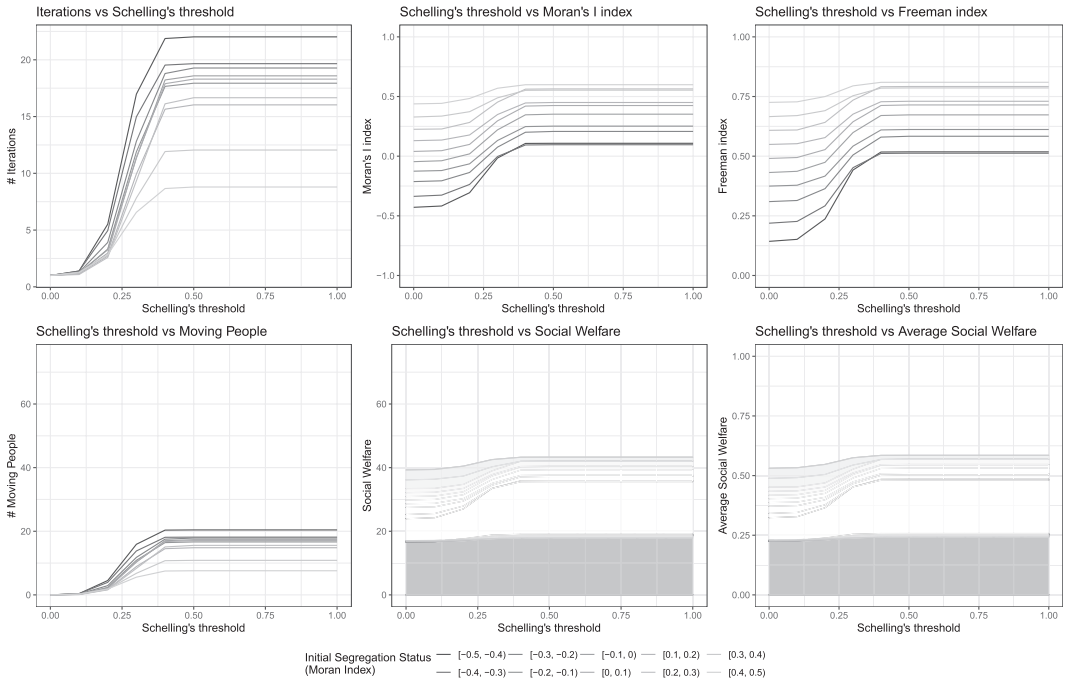 Iterations vs Schelling's threshold
# Iterations
20
15
10
5
0
0.00 0.25 0.50 0.75 1.00
Schelling's threshold
Schelling's threshold vs Moran's I index
Moran's I index
1.0
0.5
0.0
−0.5
−1.0
0.00 0.25 0.50 0.75 1.00
Schelling's threshold
Schelling's threshold vs Freeman index
Freeman index
1.00
0.75
0.50
0.25
0.00
0.00 0.25 0.50 0.75 1.00
Schelling's threshold
Schelling's threshold vs Moving People
# Moving People
60
40
20
0
0.00 0.25 0.50 0.75 1.00
Schelling's threshold
Schelling's threshold vs Social Welfare
Social Welfare
60
40
20
0
0.00 0.25 0.50 0.75 1.00
Schelling's threshold
Schelling's threshold vs Average Social Welfare
Average Social Welfare
1.00
0.75
0.50
0.25
0.00
0.00 0.25 0.50 0.75 1.00
Schelling's threshold
Initial Segregation Status
(Moran Index)
[−0.5, −0.4) [−0.3, −0.2) [−0.1, 0) [0.1, 0.2) [0.3, 0.4)
[−0.4, −0.3) [−0.2, −0.1) [0, 0.1) [0.2, 0.3) [0.4, 0.5)